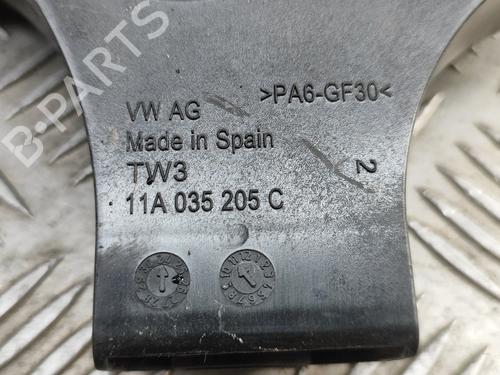 B-PARTS
VW AG
>PA6-GF30<
Made in Spain
TW3
2
11A 035 205 C